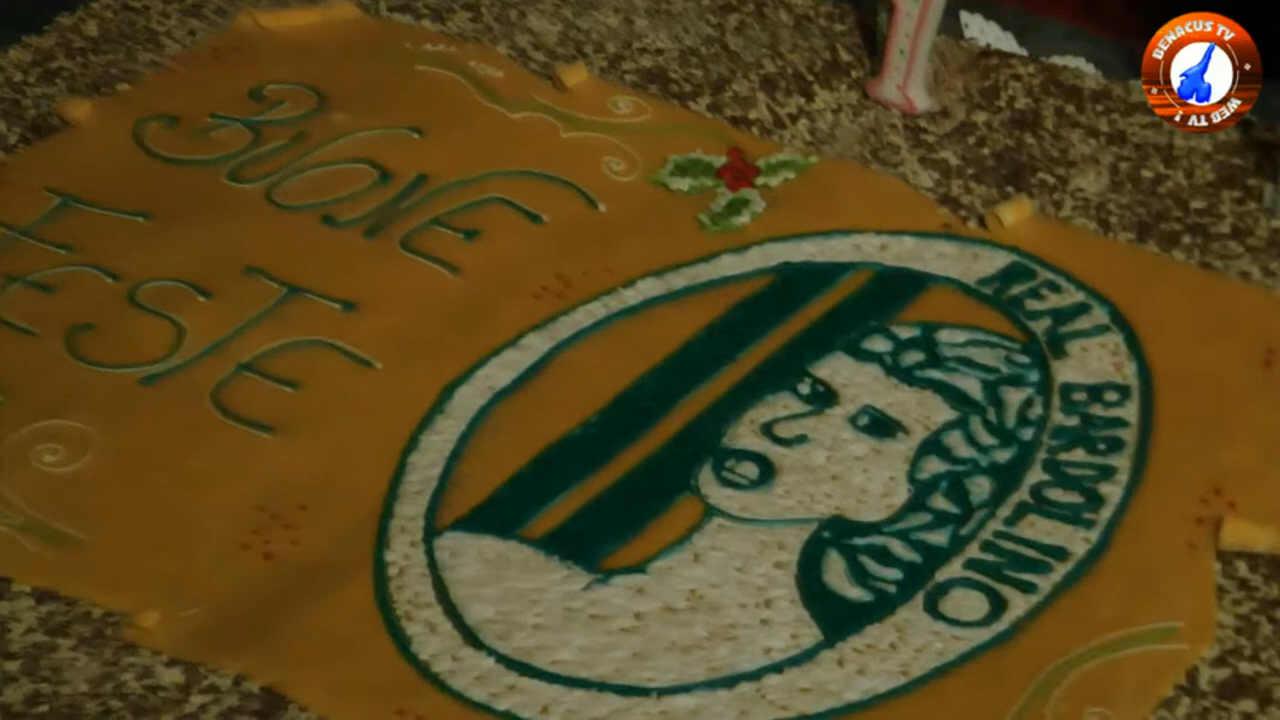 BUONE
FESTE
REAL BARDOLINO
BENACUS TV
WEB TV !